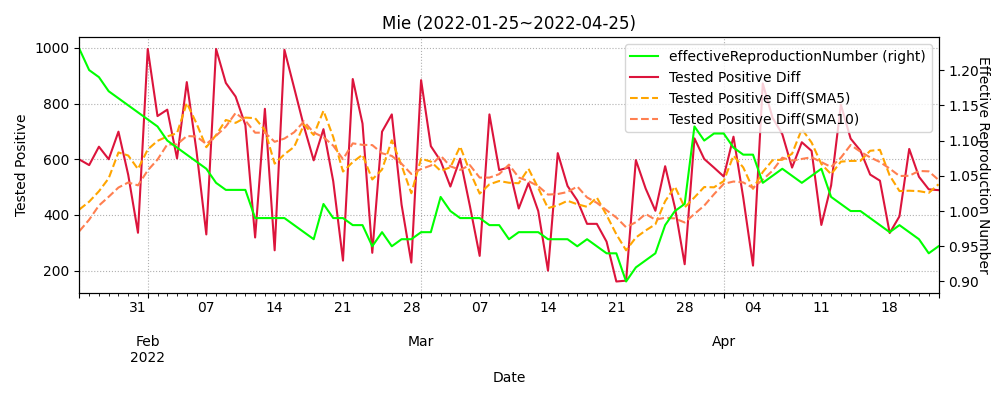 Mie (2022-01-25~2022-04-25)
effectiveReproductionNumber (right)
Tested Positive Diff
Tested Positive Diff(SMA5)
Tested Positive Diff(SMA10)
Tested Positive
1000
800
600
400
200
Effective Reproduction Number
1.20
1.15
1.10
1.05
1.00
0.95
0.90
31 07 14 21 28 07 14 21 28 04 11 18
Feb Mar Apr
2022
Date